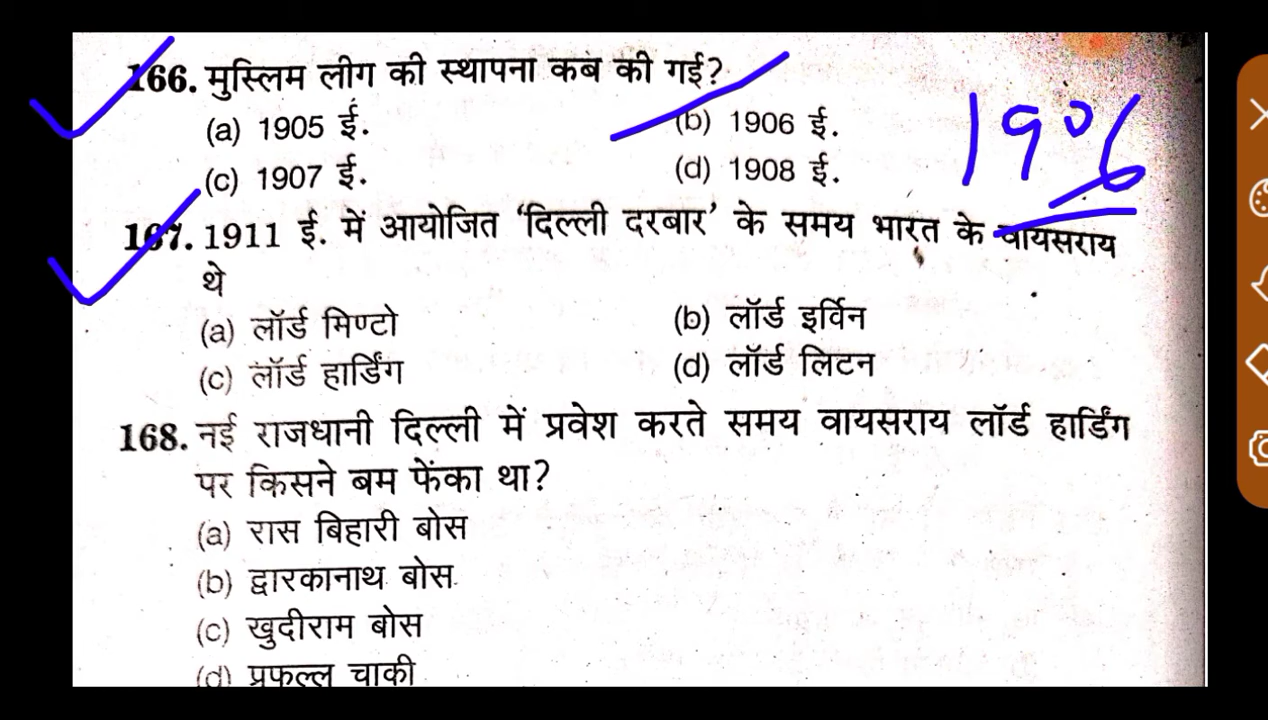 166. मुस्लिम लीग की स्थापना कब की गई?
(a) 1905 ई. (b) 1906 ई.
1906
(c) 1907 ई. (d) 1908 ई.
167. 1911 ई. में आयोजित ‘दिल्ली दरबार’ के समय भारत के वायसराय
थे
(a) लॉर्ड मिण्टो (b) लॉर्ड इर्विन
(c) लॉर्ड हार्डिंग (d) लॉर्ड लिटन
168. नई राजधानी दिल्ली में प्रवेश करते समय वायसराय लॉर्ड हार्डिंग
पर किसने बम फेंका था?
(a) रास बिहारी बोस
(b) द्वारकानाथ बोस
(c) खुदीराम बोस
(d) प्रफुल्ल चाकी